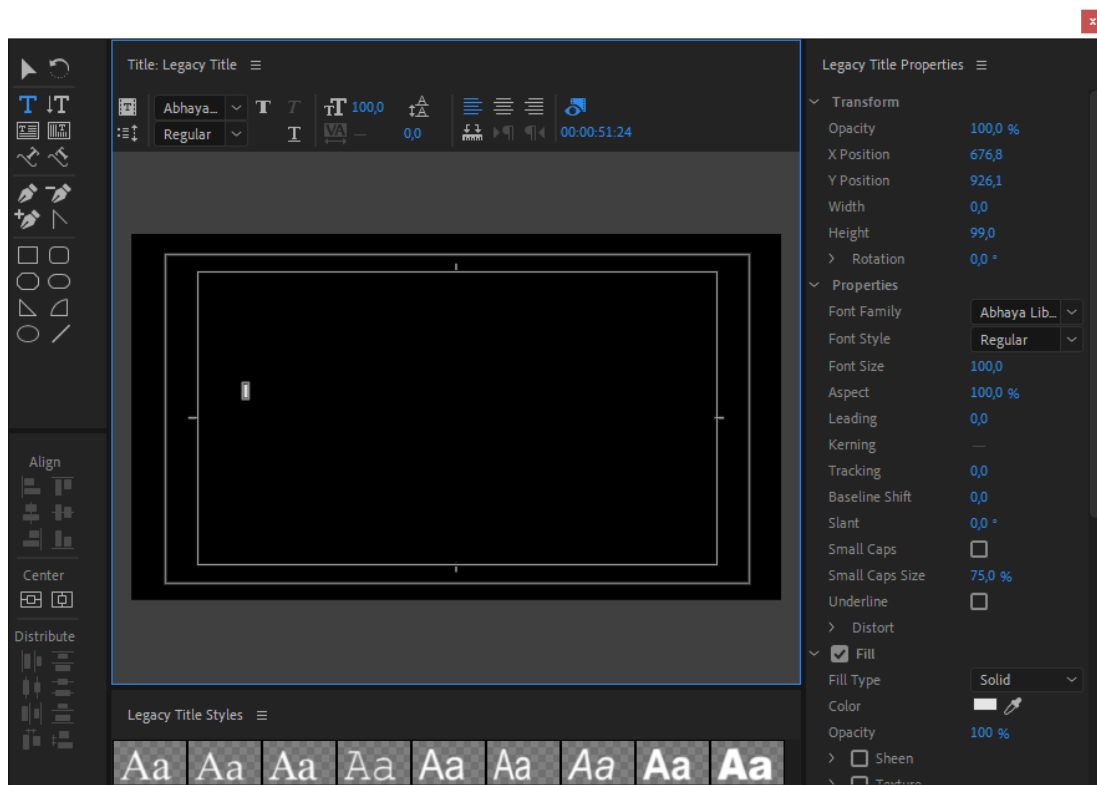 x
Title: Legacy Title
Abhaya...
Regular
T T
T
TT 100,0
VA
A
A 0,0
00:00:51:24
Align
Center
Distribute
Legacy Title Styles
Aa Aa Aa Aa Aa Aa Aa Aa Aa
Legacy Title Properties
Transform
Opacity 100,0 %
X Position 676,8
Y Position 926,1
Width 0,0
Height 99,0
Rotation 0,0 °
Properties
Font Family Abhaya Lib...
Font Style Regular
Font Size 100,0
Aspect 100,0 %
Leading 0,0
Kerning —
Tracking 0,0
Baseline Shift 0,0
Slant 0,0 °
Small Caps
Small Caps Size 75,0 %
Underline
Distort
Fill
Fill Type Solid
Color
Opacity 100 %
Sheen
Texture